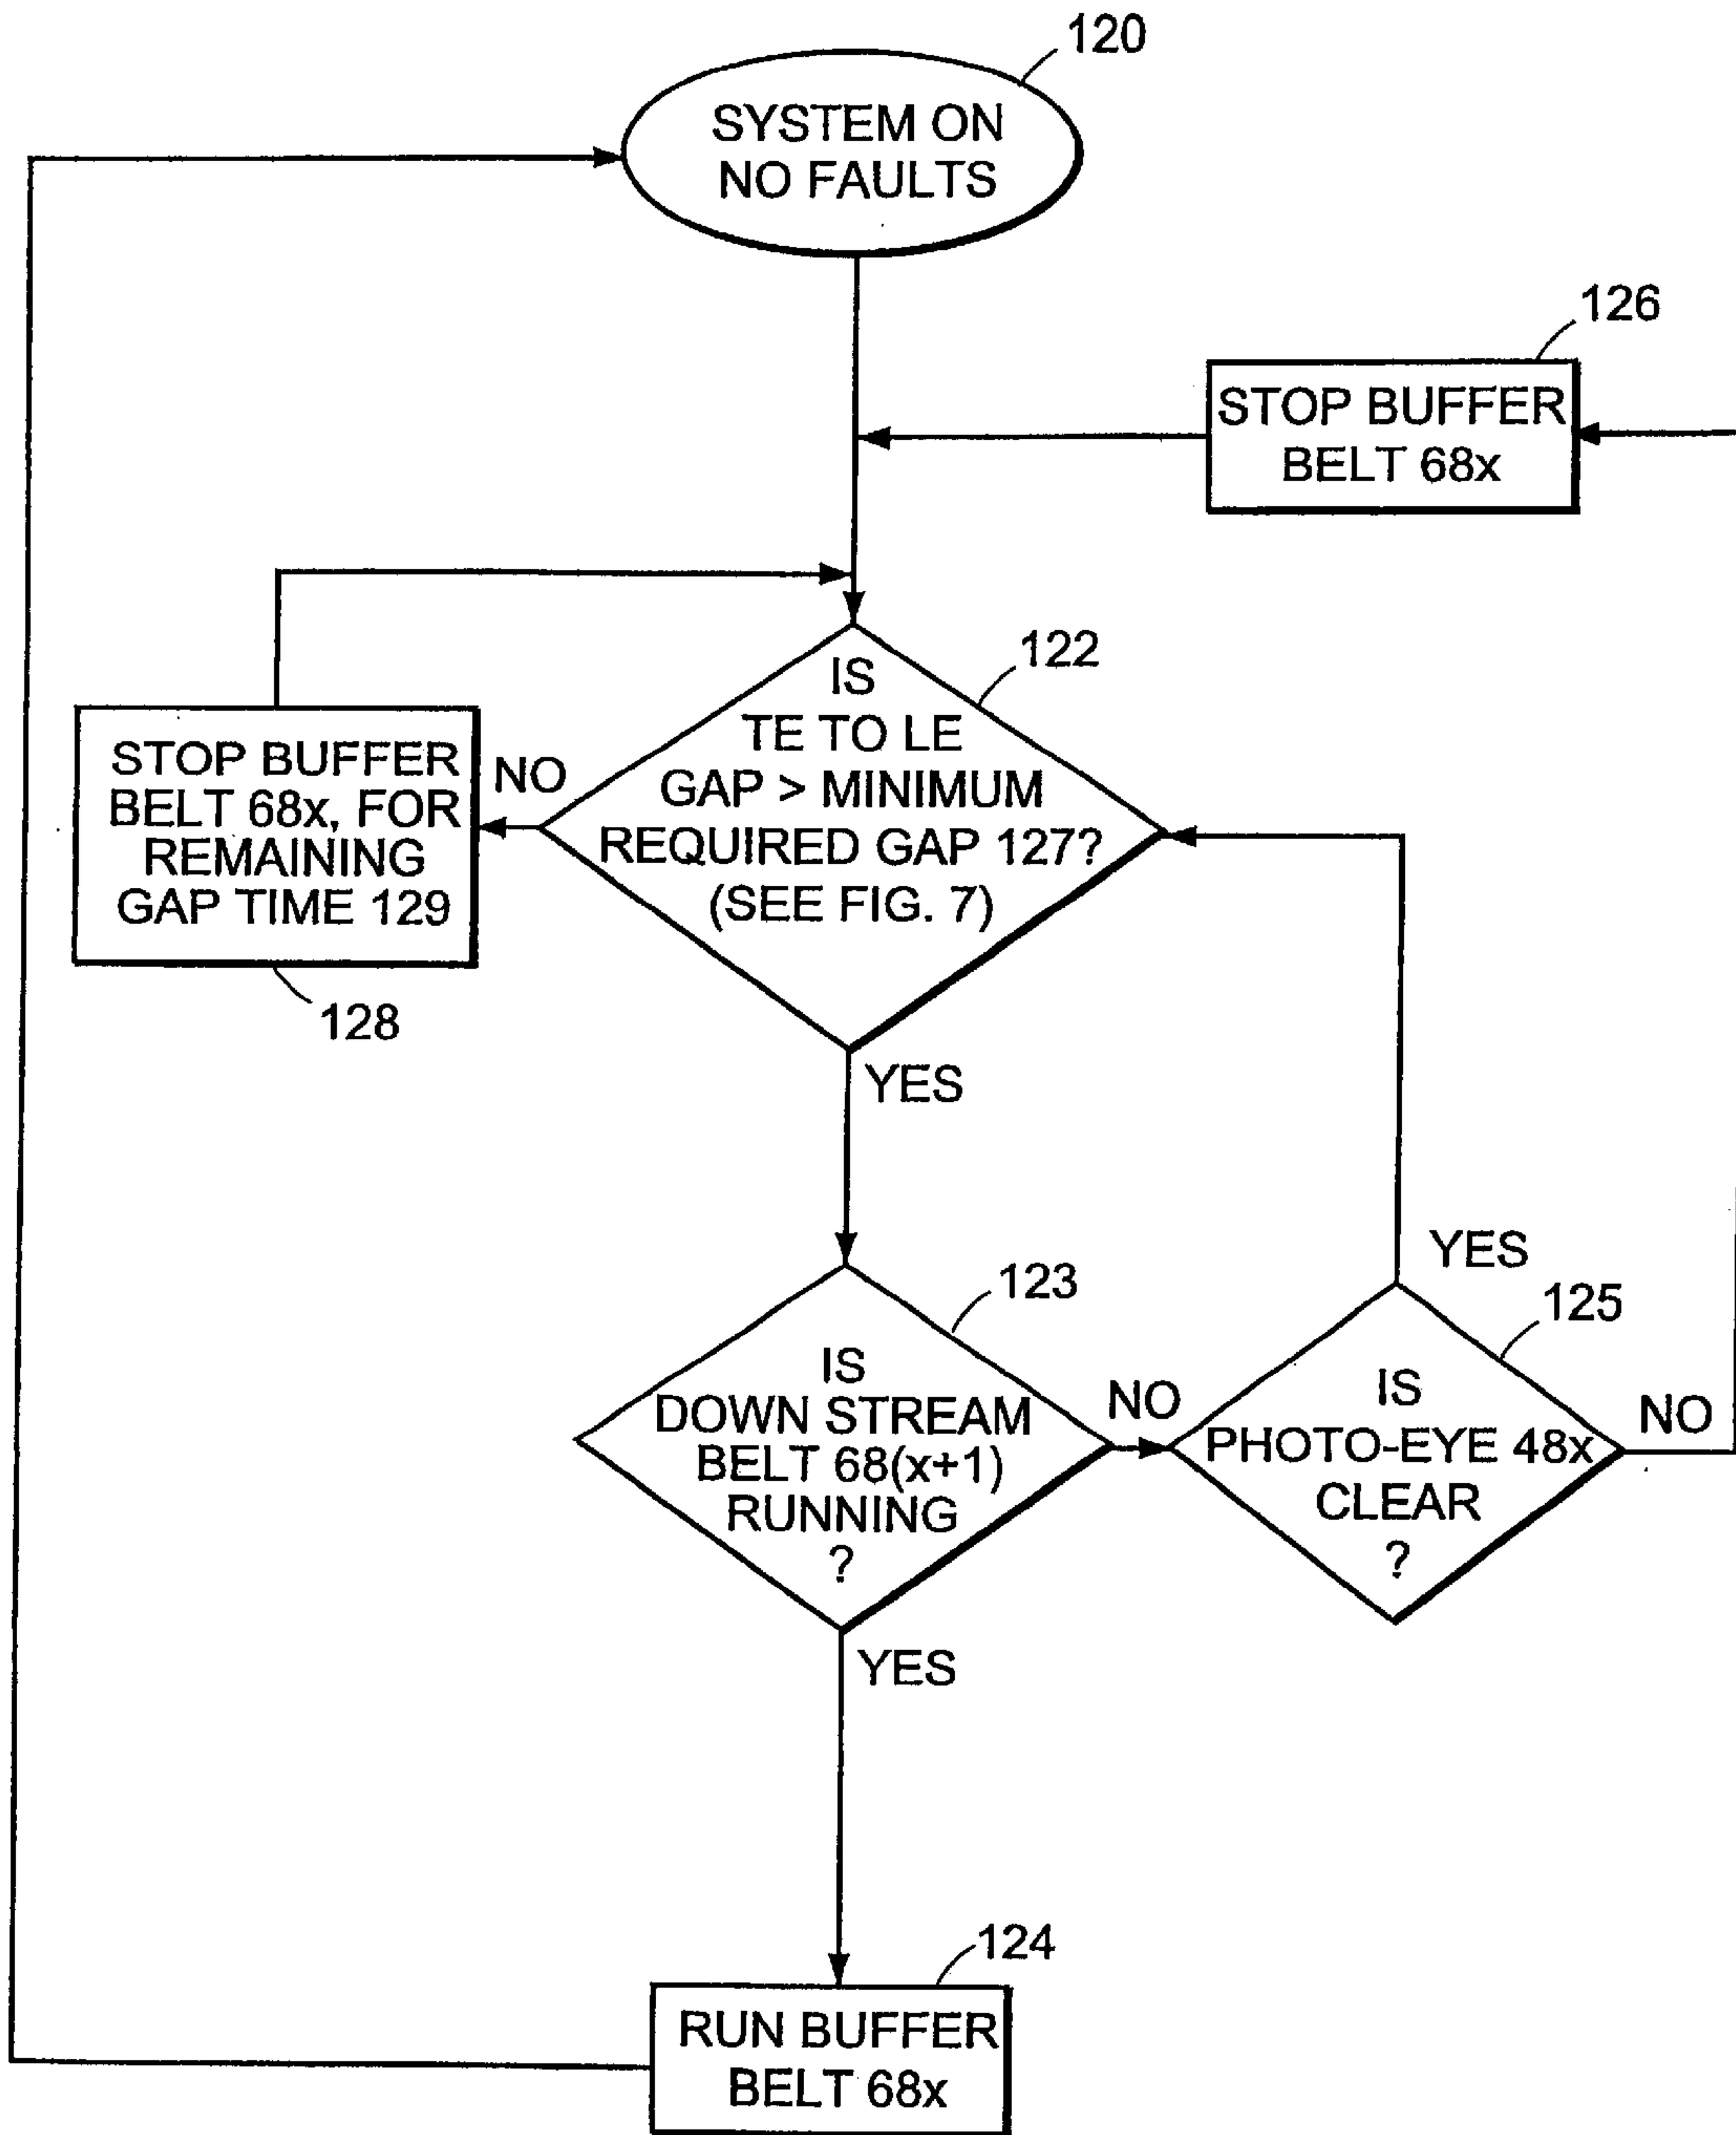 120
SYSTEM ON
NO FAULTS
126
STOP BUFFER
BELT 68x
122
IS
TE TO LE
GAP > MINIMUM
REQUIRED GAP 127?
(SEE FIG. 7)
NO
STOP BUFFER
BELT 68x, FOR
REMAINING
GAP TIME 129
128
YES
123
IS
DOWN STREAM
BELT 68(x+1)
RUNNING
?
NO
YES
125
IS
PHOTO-EYE 48x
CLEAR
?
NO
YES
124
RUN BUFFER
BELT 68x